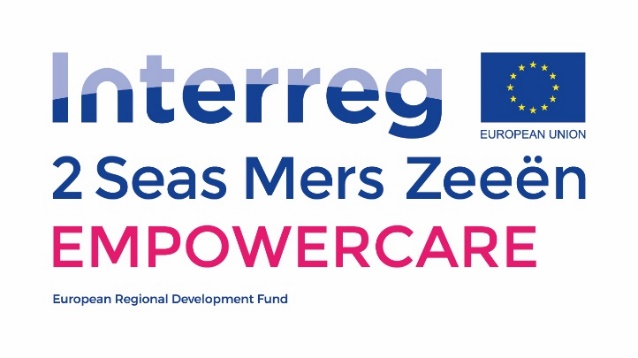 Interreg
EUROPEAN UNION
2 Seas Mers Zeeën
EMPOWERCARE
European Regional Development Fund